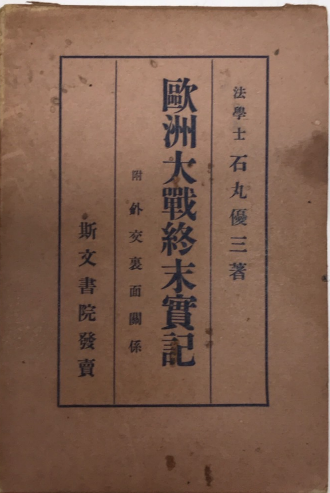 法學士 石丸優三著
歐洲大戰終末實記
附 外交裏面關係
斯文書院發賣